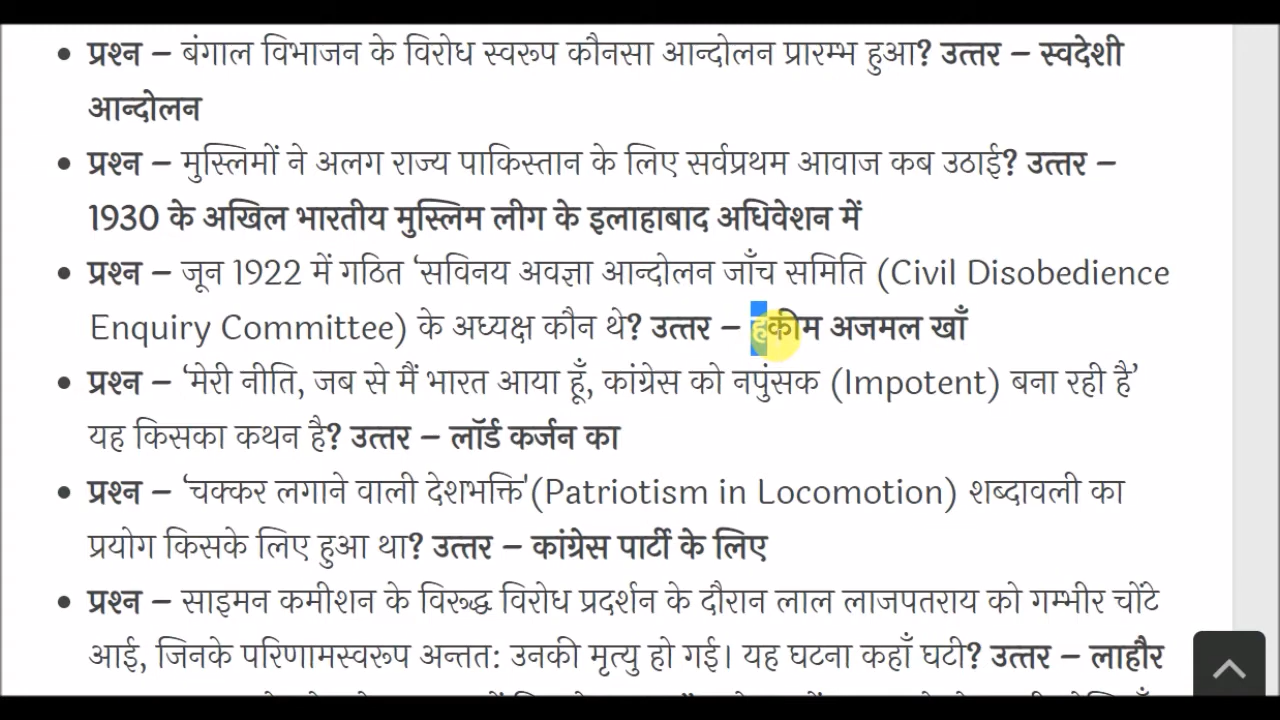 • प्रश्न – बंगाल विभाजन के विरोध स्वरूप कौनसा आन्दोलन प्रारम्भ हुआ? उत्तर – स्वदेशी
आन्दोलन
• प्रश्न – मुस्लिमों ने अलग राज्य पाकिस्तान के लिए सर्वप्रथम आवाज कब उठाई? उत्तर –
1930 के अखिल भारतीय मुस्लिम लीग के इलाहाबाद अधिवेशन में
• प्रश्न – जून 1922 में गठित ‘सविनय अवज्ञा आन्दोलन जाँच समिति (Civil Disobedience
Enquiry Committee) के अध्यक्ष कौन थे? उत्तर – हकीम अजमल खाँ
• प्रश्न – ‘मेरी नीति, जब से मैं भारत आया हूँ, कांग्रेस को नपुंसक (Impotent) बना रही है’
यह किसका कथन है? उत्तर – लॉर्ड कर्जन का
• प्रश्न – ‘चक्कर लगाने वाली देशभक्ति'(Patriotism in Locomotion) शब्दावली का
प्रयोग किसके लिए हुआ था? उत्तर – कांग्रेस पार्टी के लिए
• प्रश्न – साइमन कमीशन के विरूद्ध विरोध प्रदर्शन के दौरान लाल लाजपतराय को गम्भीर चोंटे
आई, जिनके परिणामस्वरूप अन्तत: उनकी मृत्यु हो गई। यह घटना कहाँ घटी? उत्तर – लाहौर